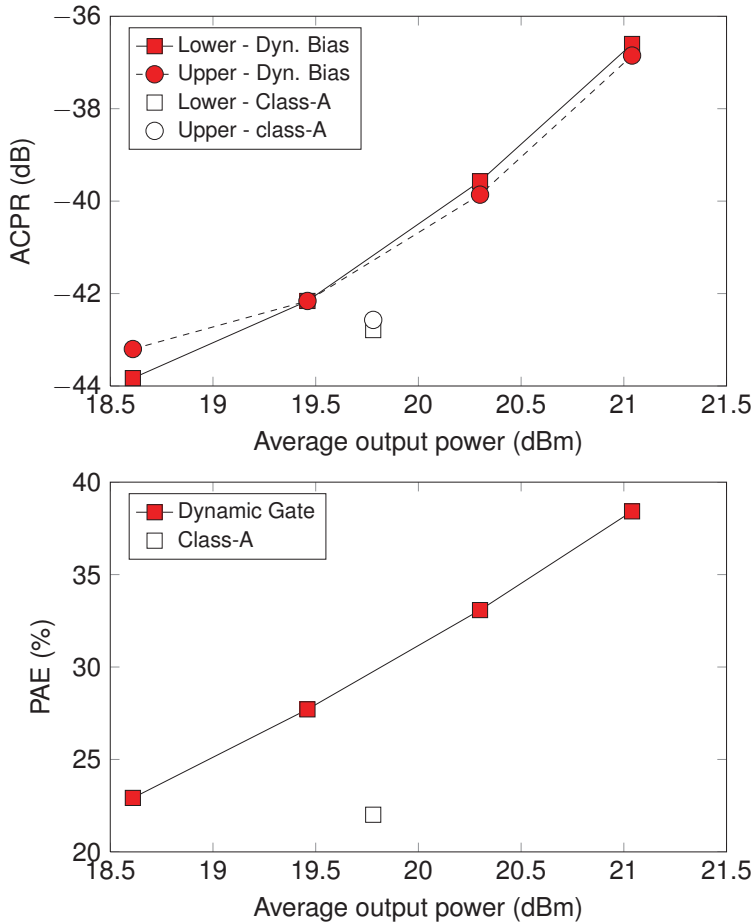 −36
−38
−40
−42
−44
ACPR (dB)
Lower - Dyn. Bias
Upper - Dyn. Bias
Lower - Class-A
Upper - class-A
18.5 19 19.5 20 20.5 21 21.5
Average output power (dBm)
40
35
30
25
20
PAE (%)
Dynamic Gate
Class-A
18.5 19 19.5 20 20.5 21 21.5
Average output power (dBm)